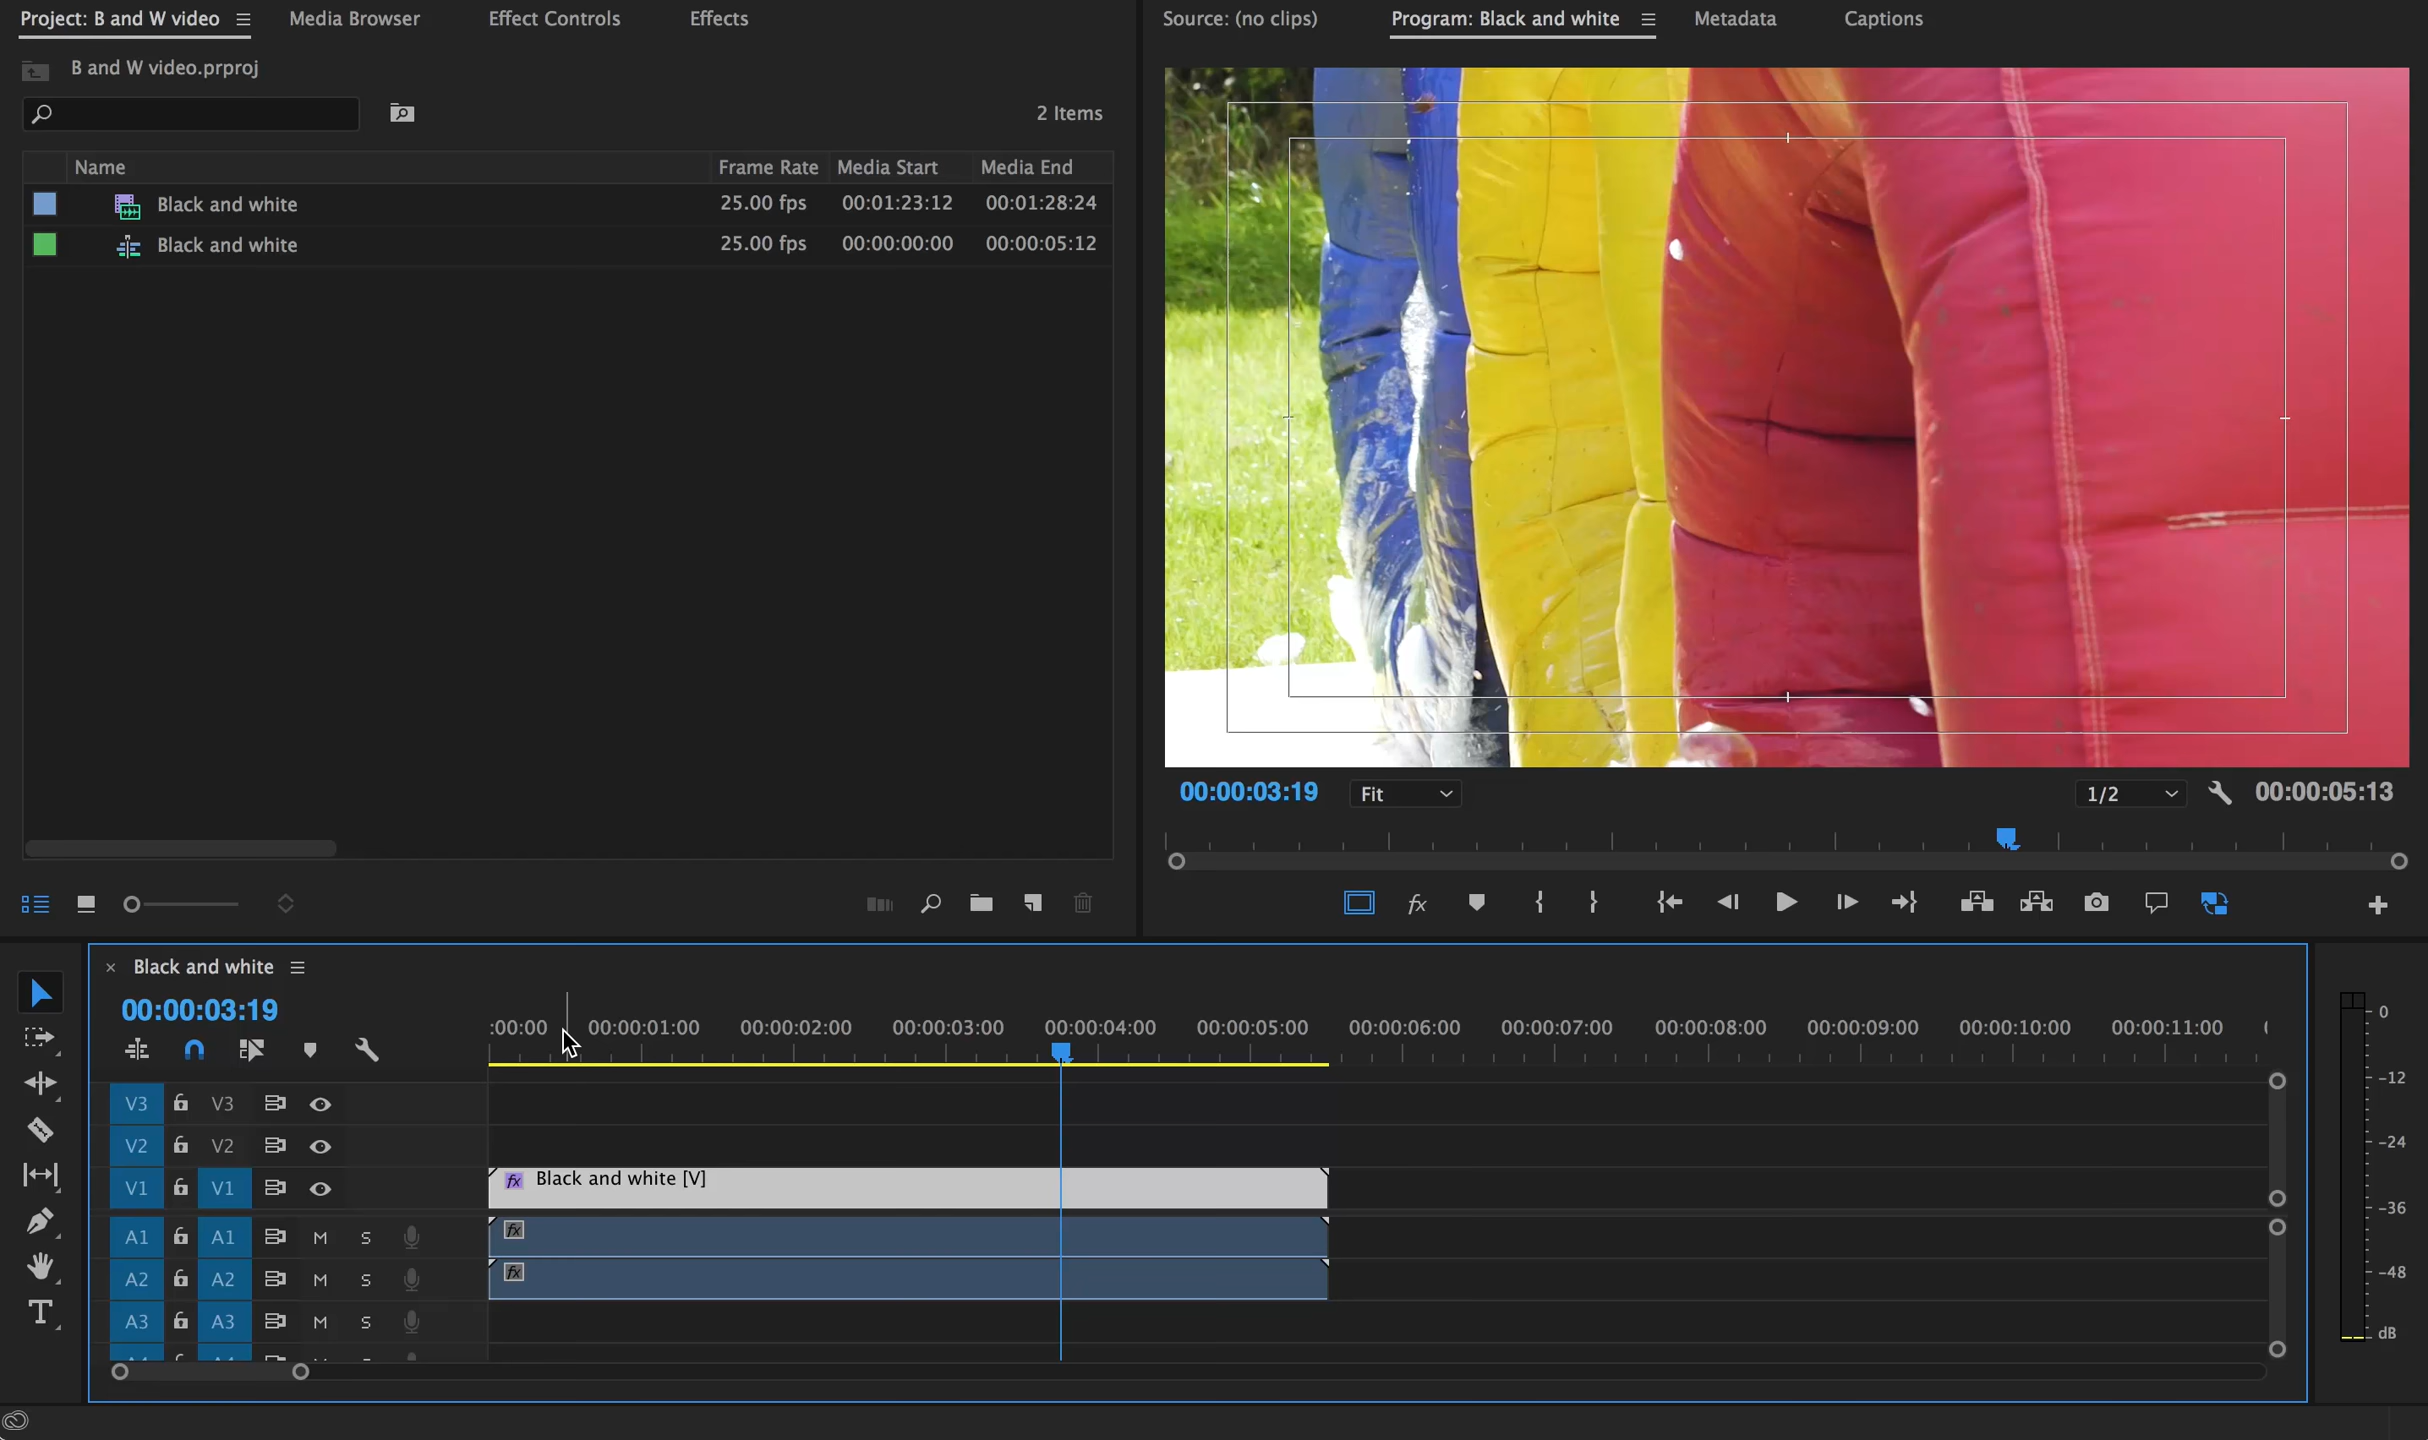 Project: B and W video
Media Browser
Effect Controls
Effects
B and W video.prproj
2 Items
Name Frame Rate Media Start Media End
Black and white 25.00 fps 00:01:23:12 00:01:28:24
Black and white 25.00 fps 00:00:00:00 00:00:05:12
Source: (no clips)
Program: Black and white
Metadata
Captions
00:00:03:19
Fit
1/2
00:00:05:13
fx
Black and white
00:00:03:19
:00:00 00:00:01:00 00:00:02:00 00:00:03:00 00:00:04:00 00:00:05:00 00:00:06:00 00:00:07:00 00:00:08:00 00:00:09:00 00:00:10:00 00:00:11:00
V3 V3
V2 V2
V1 V1 fx Black and white [V]
A1 A1 M S fx
A2 A2 M S fx
A3 A3 M S
0
-12
-24
-36
-48
dB